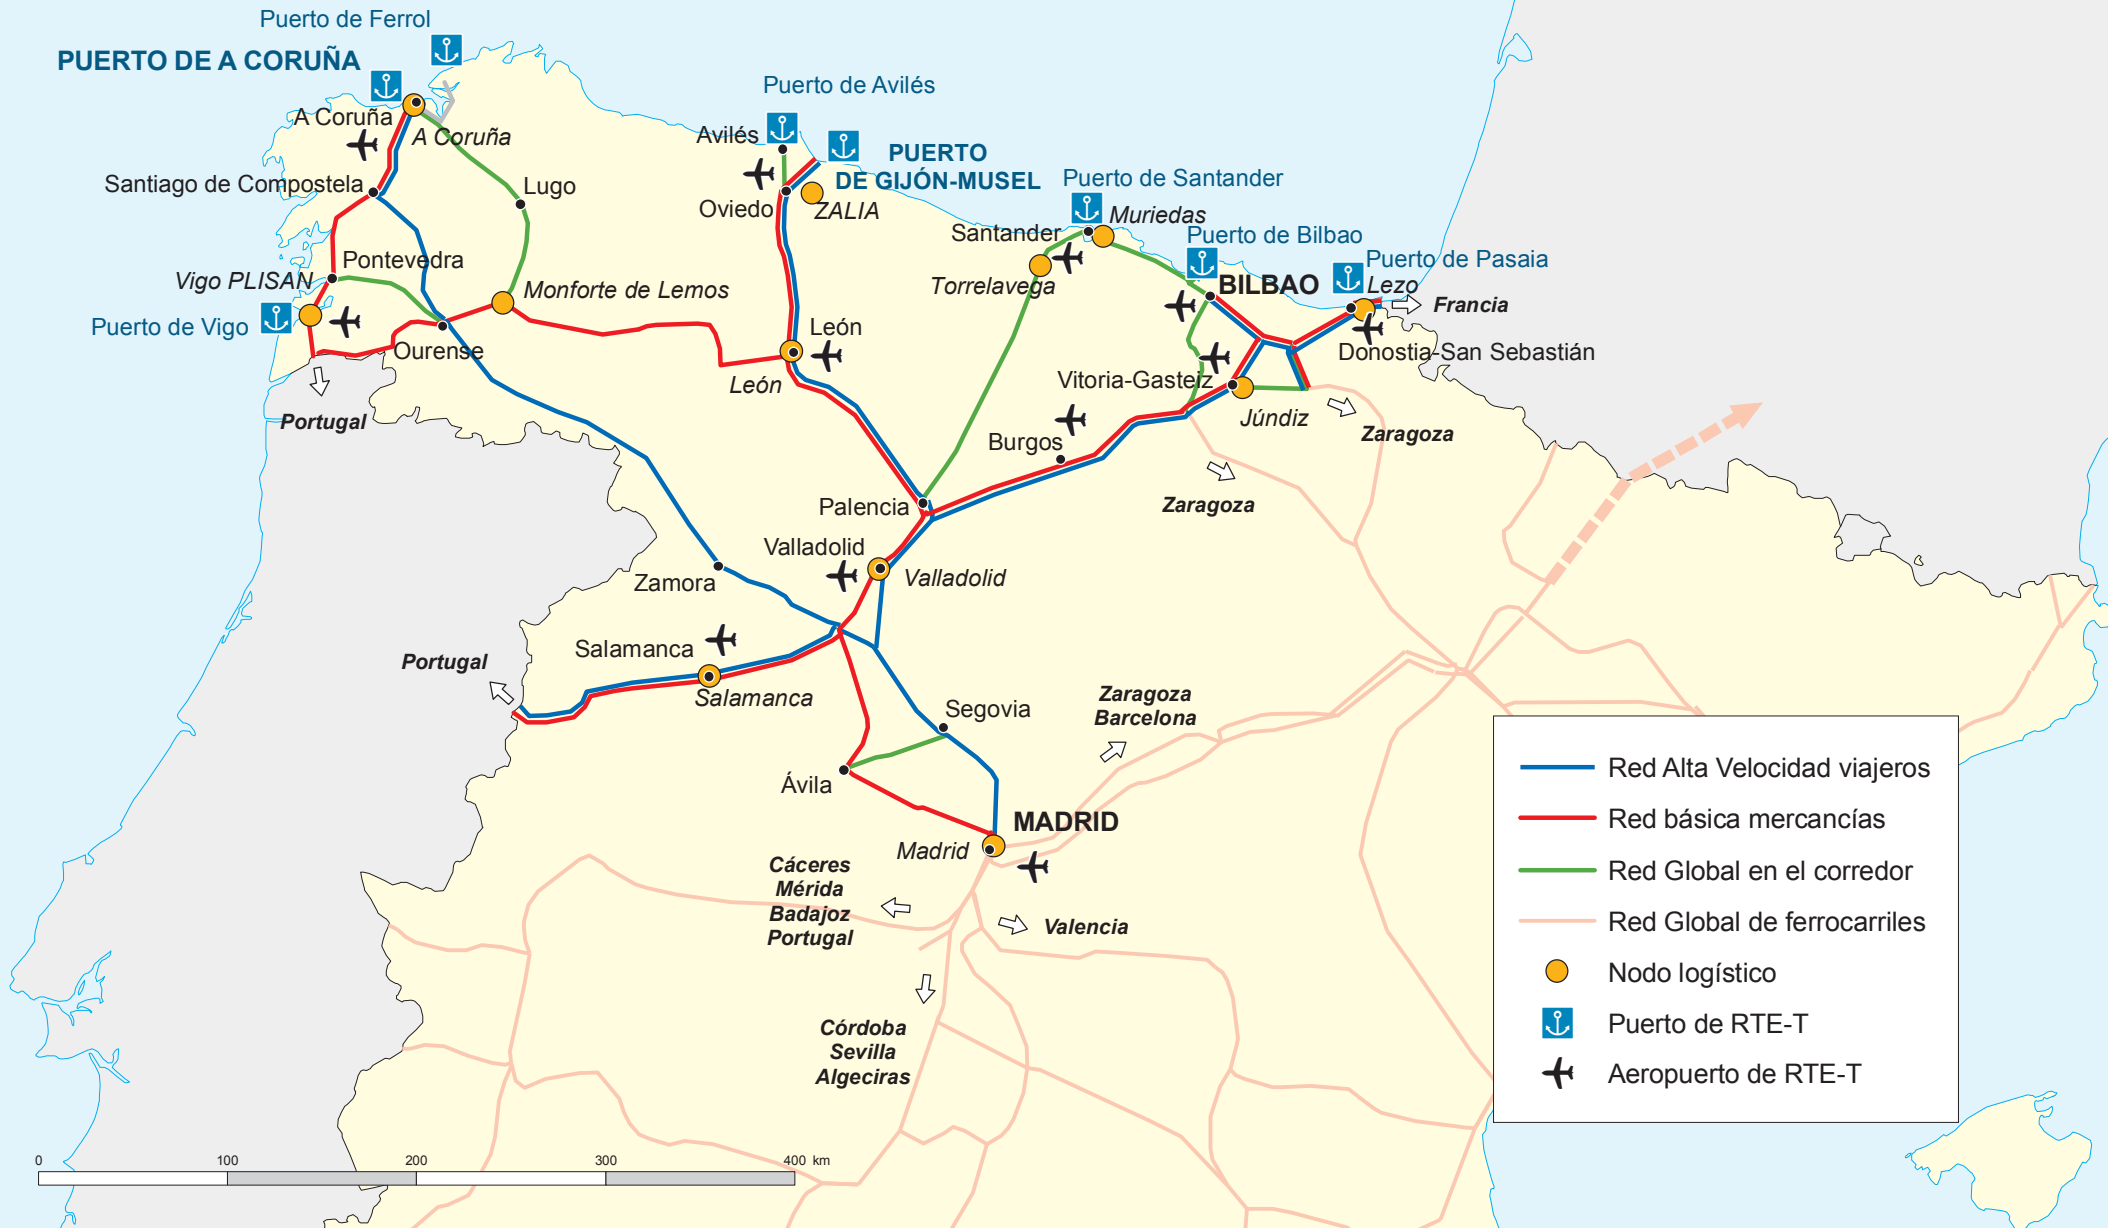 Puerto de Ferrol
PUERTO DE A CORUÑA
A Coruña
A Coruña
Santiago de Compostela
Lugo
Pontevedra
Vigo PLISAN
Puerto de Vigo
Monforte de Lemos
Ourense
Portugal
Puerto de Avilés
Avilés
PUERTO
DE GIJÓN-MUSEL
Oviedo
ZALIA
León
León
Puerto de Santander
Muriedas
Santander
Torrelavega
Puerto de Bilbao
BILBAO
Puerto de Pasaia
Lezo
Francia
Donostia-San Sebastián
Vitoria-Gasteiz
Júndiz
Zaragoza
Burgos
Zaragoza
Palencia
Valladolid
Valladolid
Zamora
Salamanca
Salamanca
Portugal
Segovia
Zaragoza
Barcelona
Ávila
MADRID
Madrid
Cáceres
Mérida
Badajoz
Portugal
Valencia
Córdoba
Sevilla
Algeciras
Red Alta Velocidad viajeros
Red básica mercancías
Red Global en el corredor
Red Global de ferrocarriles
Nodo logístico
Puerto de RTE-T
Aeropuerto de RTE-T
0 100 200 300 400 km